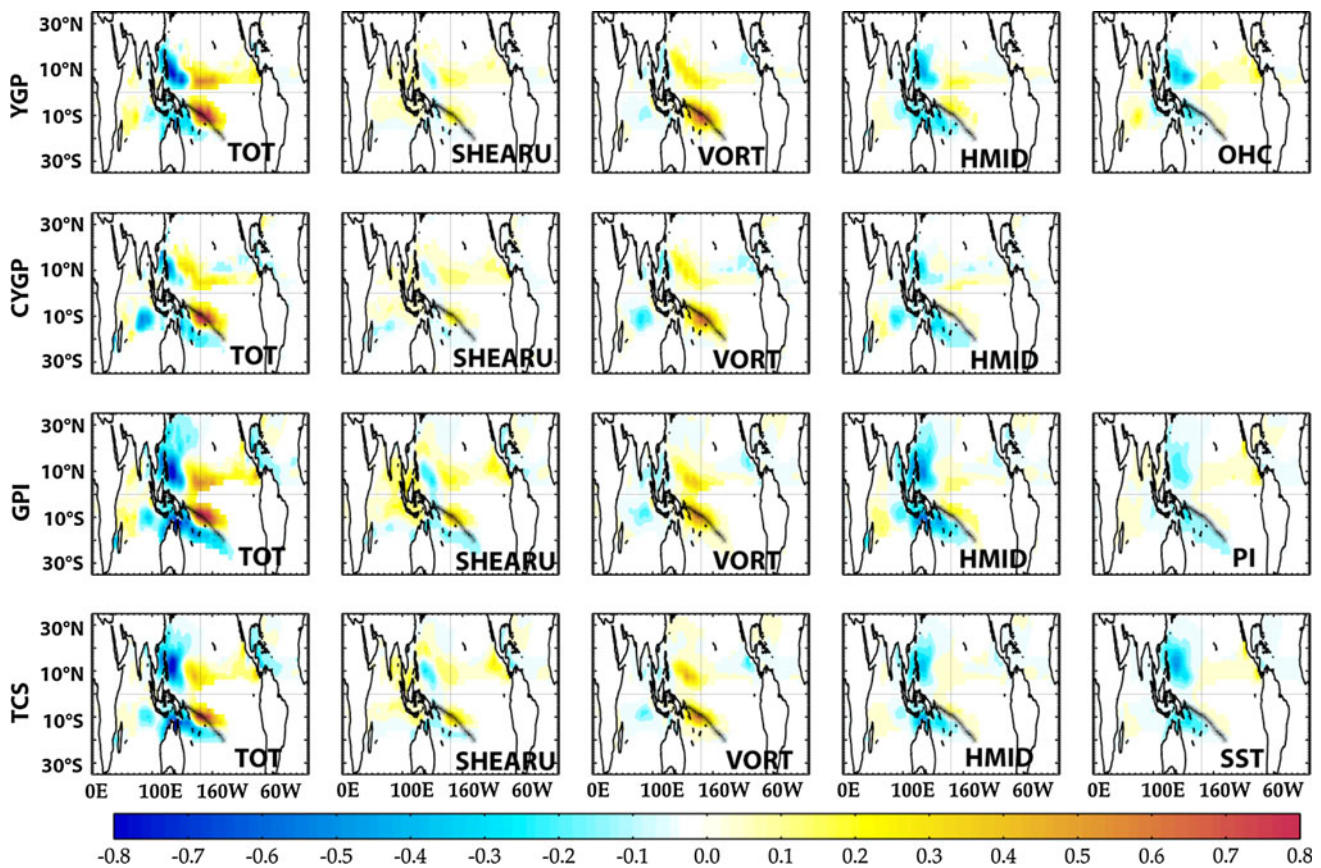 30°N
10°N
10°S
30°S
YGP
TOT
SHEARU
VORT
HMID
OHC
30°N
10°N
10°S
30°S
CYGP
TOT
SHEARU
VORT
HMID
30°N
10°N
10°S
30°S
GPI
TOT
SHEARU
VORT
HMID
PI
30°N
10°N
10°S
30°S
TCS
TOT
SHEARU
VORT
HMID
SST
0E 100E 160W 60W 0E 100E 160W 60W 0E 100E 160W 60W 0E 100E 160W 60W 0E 100E 160W 60W
-0.8 -0.7 -0.6 -0.5 -0.4 -0.3 -0.2 -0.1 0.0 0.1 0.2 0.3 0.4 0.5 0.6 0.7 0.8